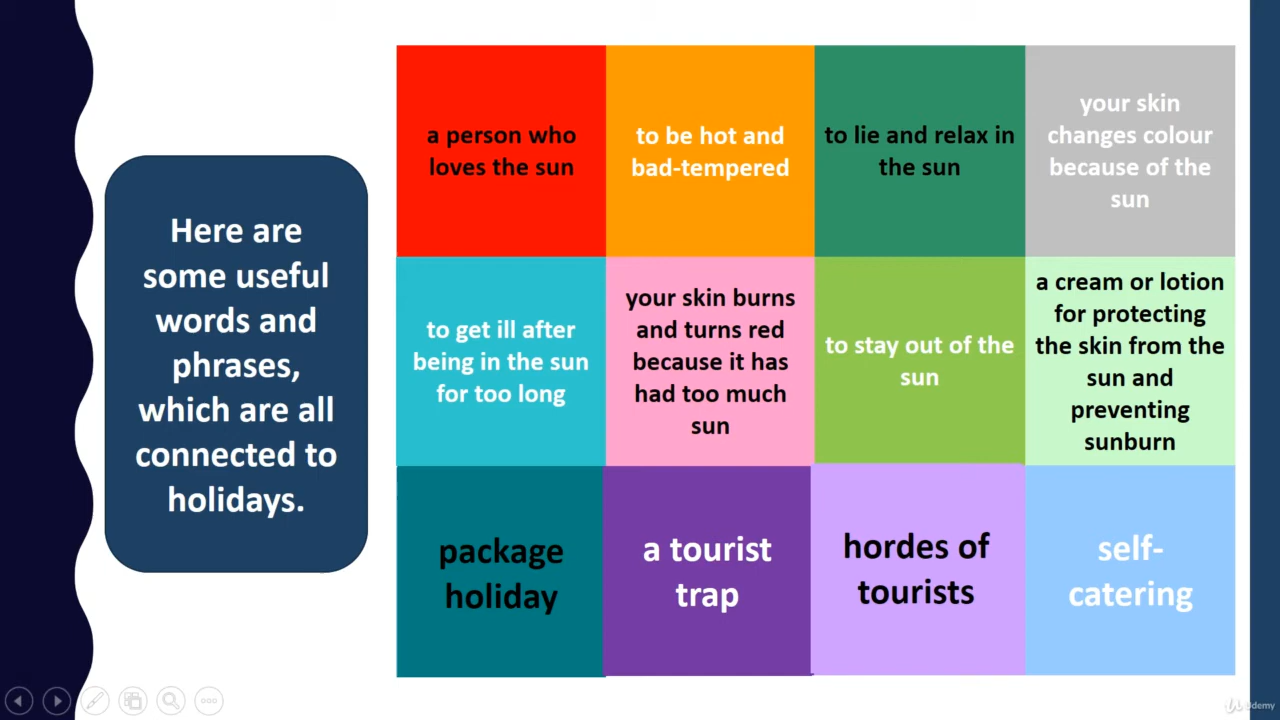 Here are
some useful
words and
phrases,
which are all
connected to
holidays.
a person who
loves the sun
to be hot and
bad-tempered
to lie and relax in
the sun
your skin
changes colour
because of the
sun
to get ill after
being in the sun
for too long
your skin burns
and turns red
because it has
had too much
sun
to stay out of the
sun
a cream or lotion
for protecting
the skin from the
sun and
preventing
sunburn
package
holiday
a tourist
trap
hordes of
tourists
self-
catering
Udemy